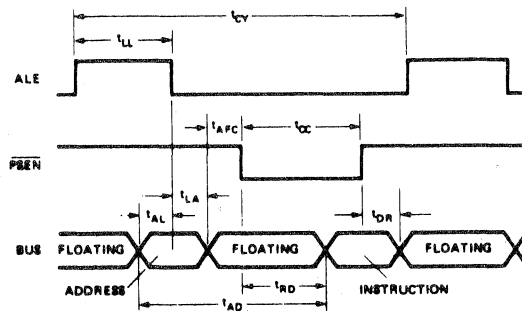 tCY
tLL
ALE
tAFC
tCC
PSEN
tLA
tAL
tDR
BUS
FLOATING
FLOATING
FLOATING
ADDRESS
tRD
INSTRUCTION
tAD